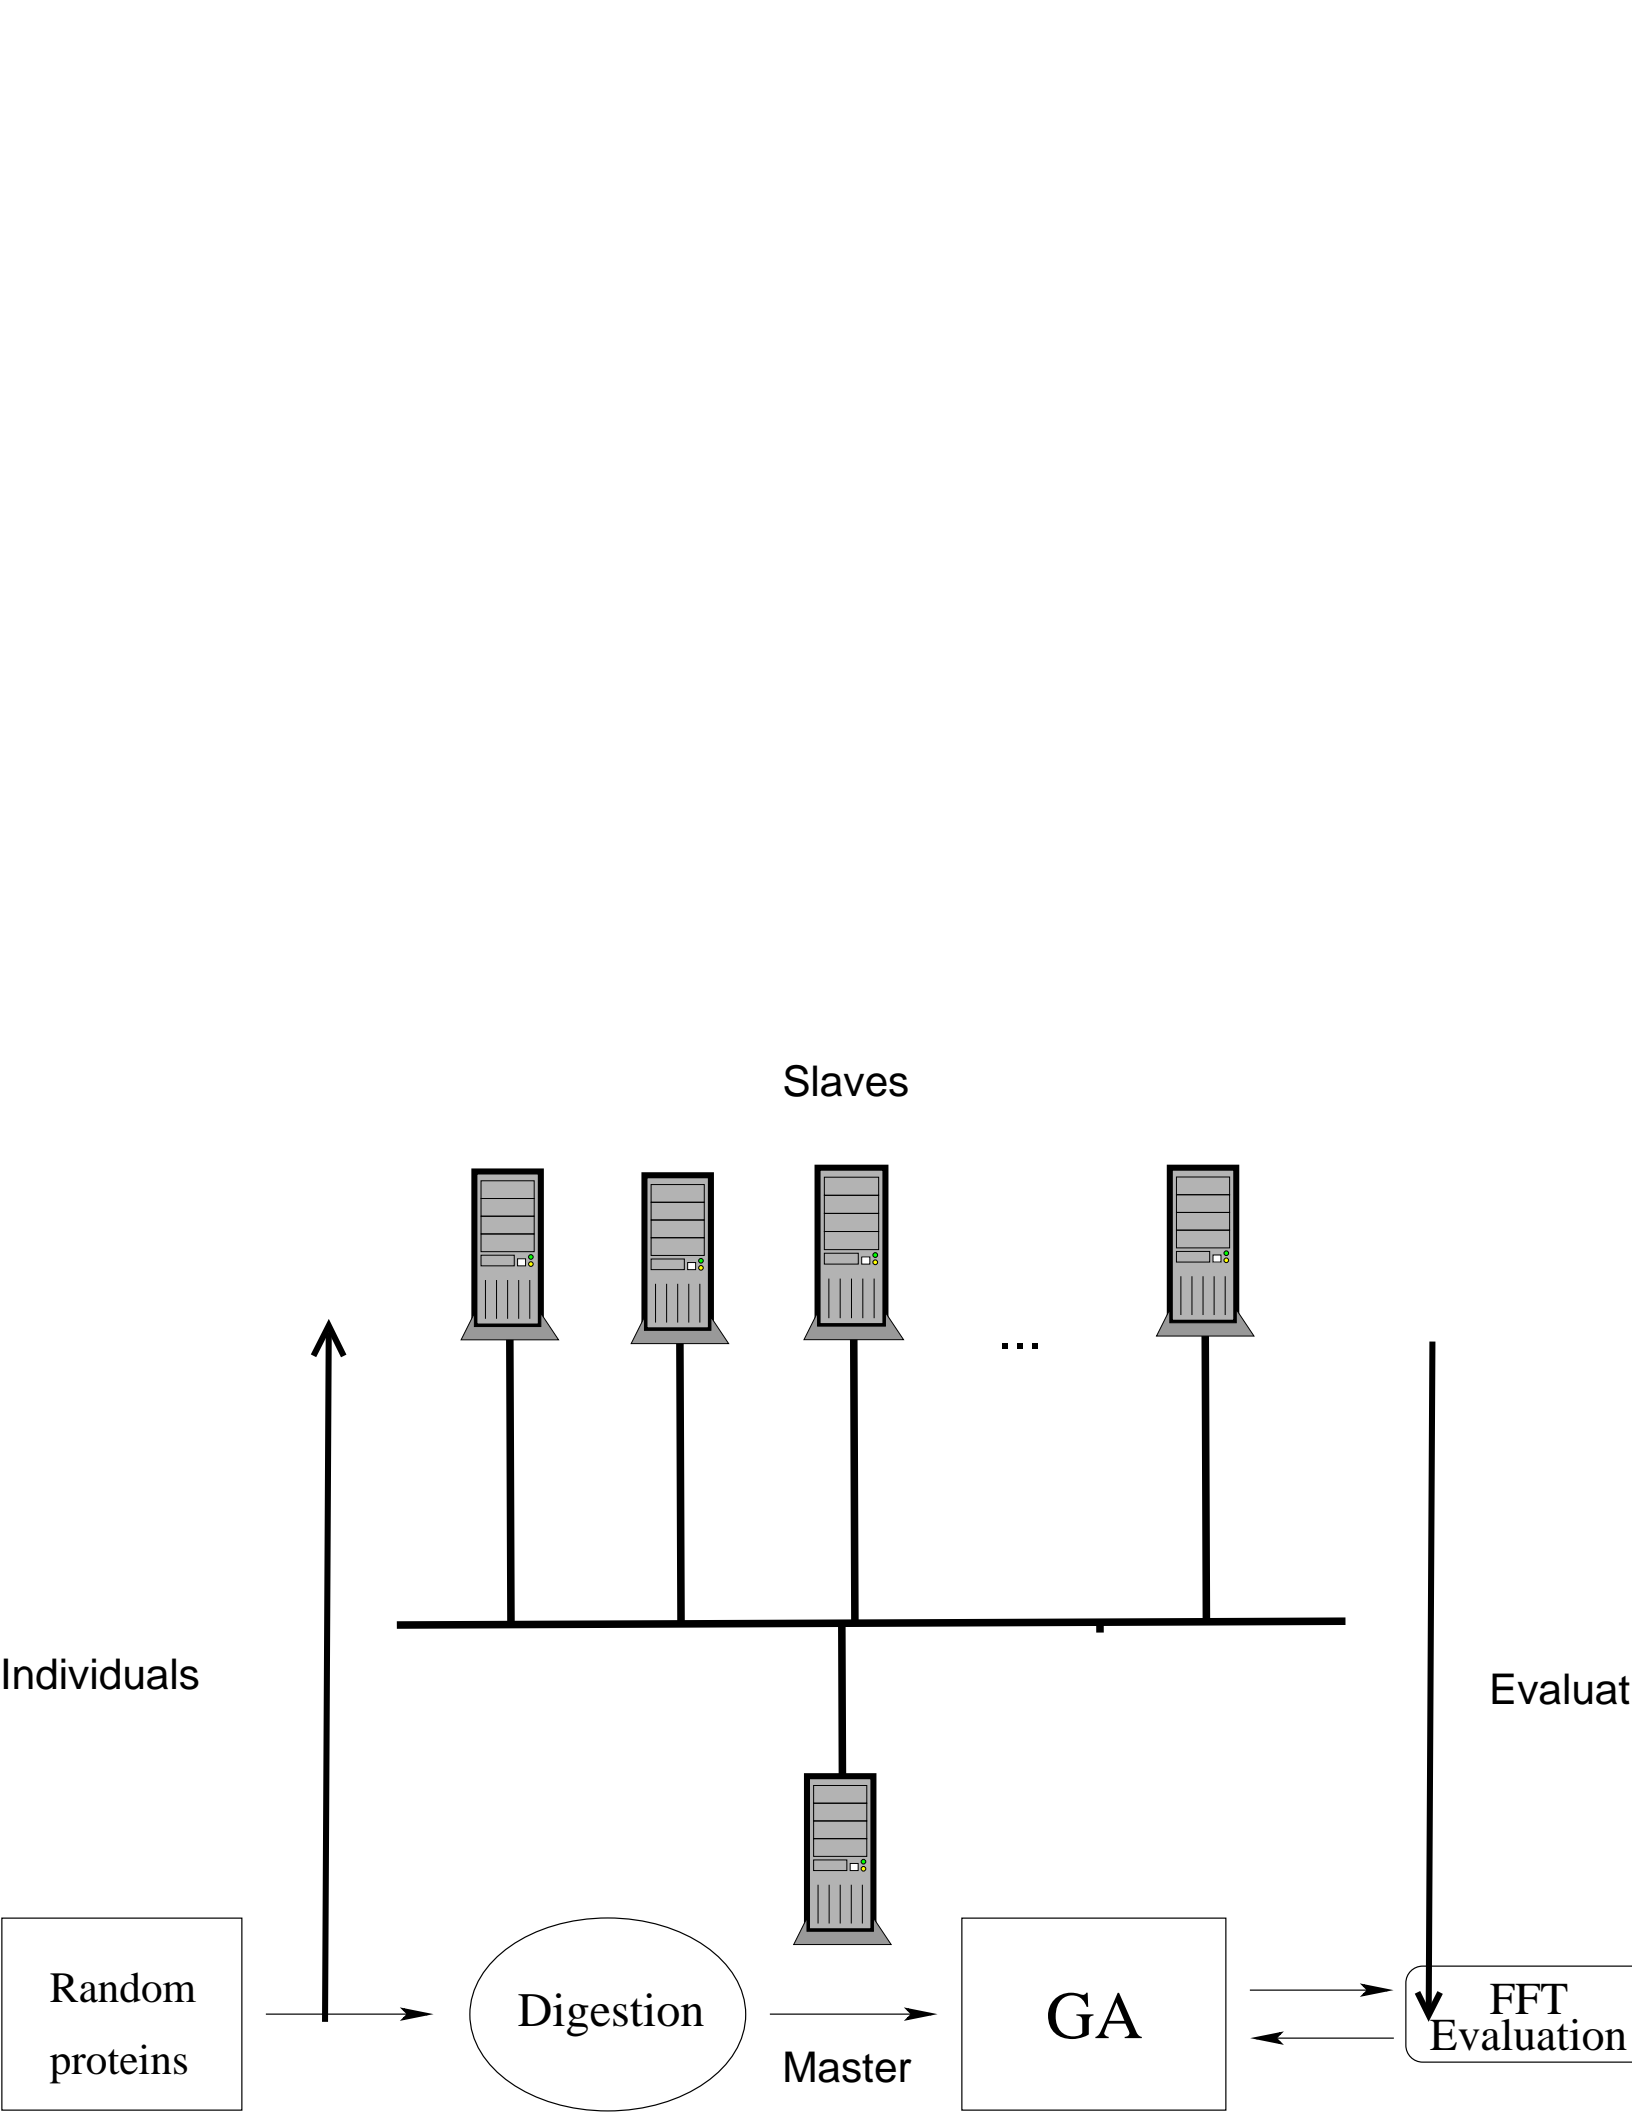 Slaves
...
Individuals
Evaluat
Random
proteins
Digestion
Master
GA
FFT
Evaluation